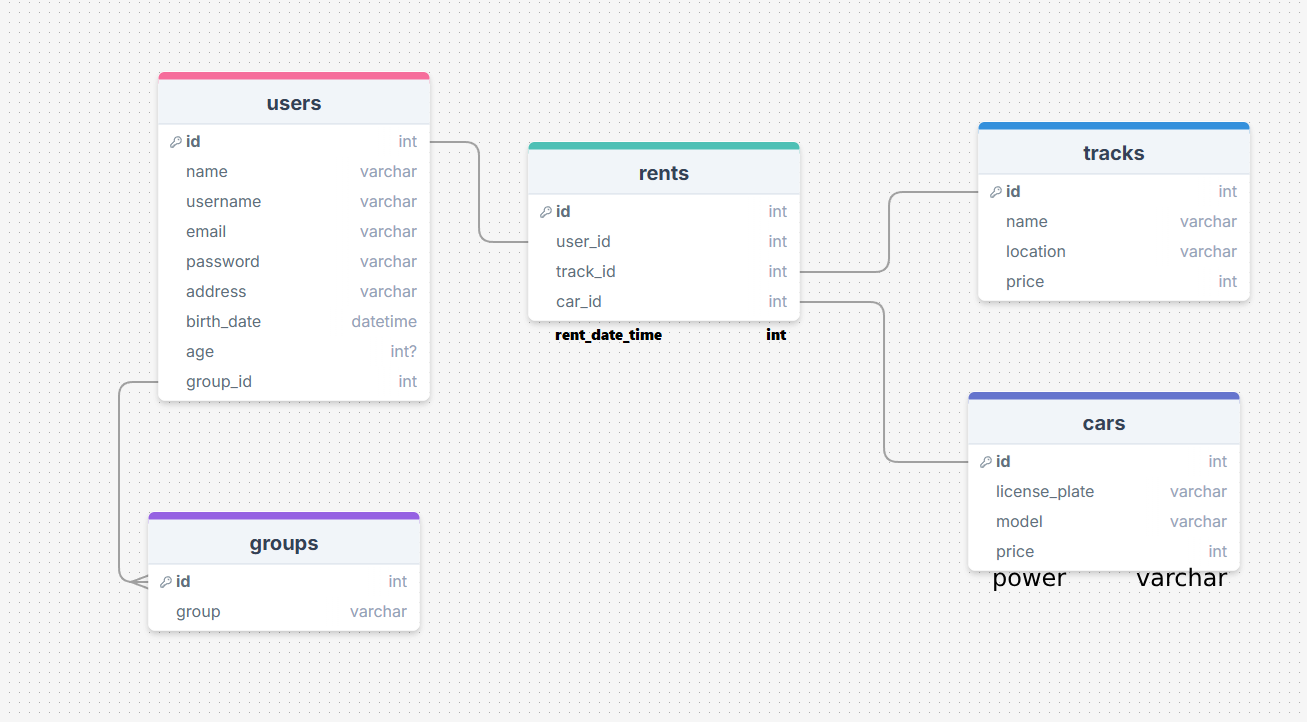 users
id int
name varchar
username varchar
email varchar
password varchar
address varchar
birth_date datetime
age int?
group_id int
rents
id int
user_id int
track_id int
car_id int
rent_date_time int
tracks
id int
name varchar
location varchar
price int
cars
id int
license_plate varchar
model varchar
price int
power varchar
groups
id int
group varchar